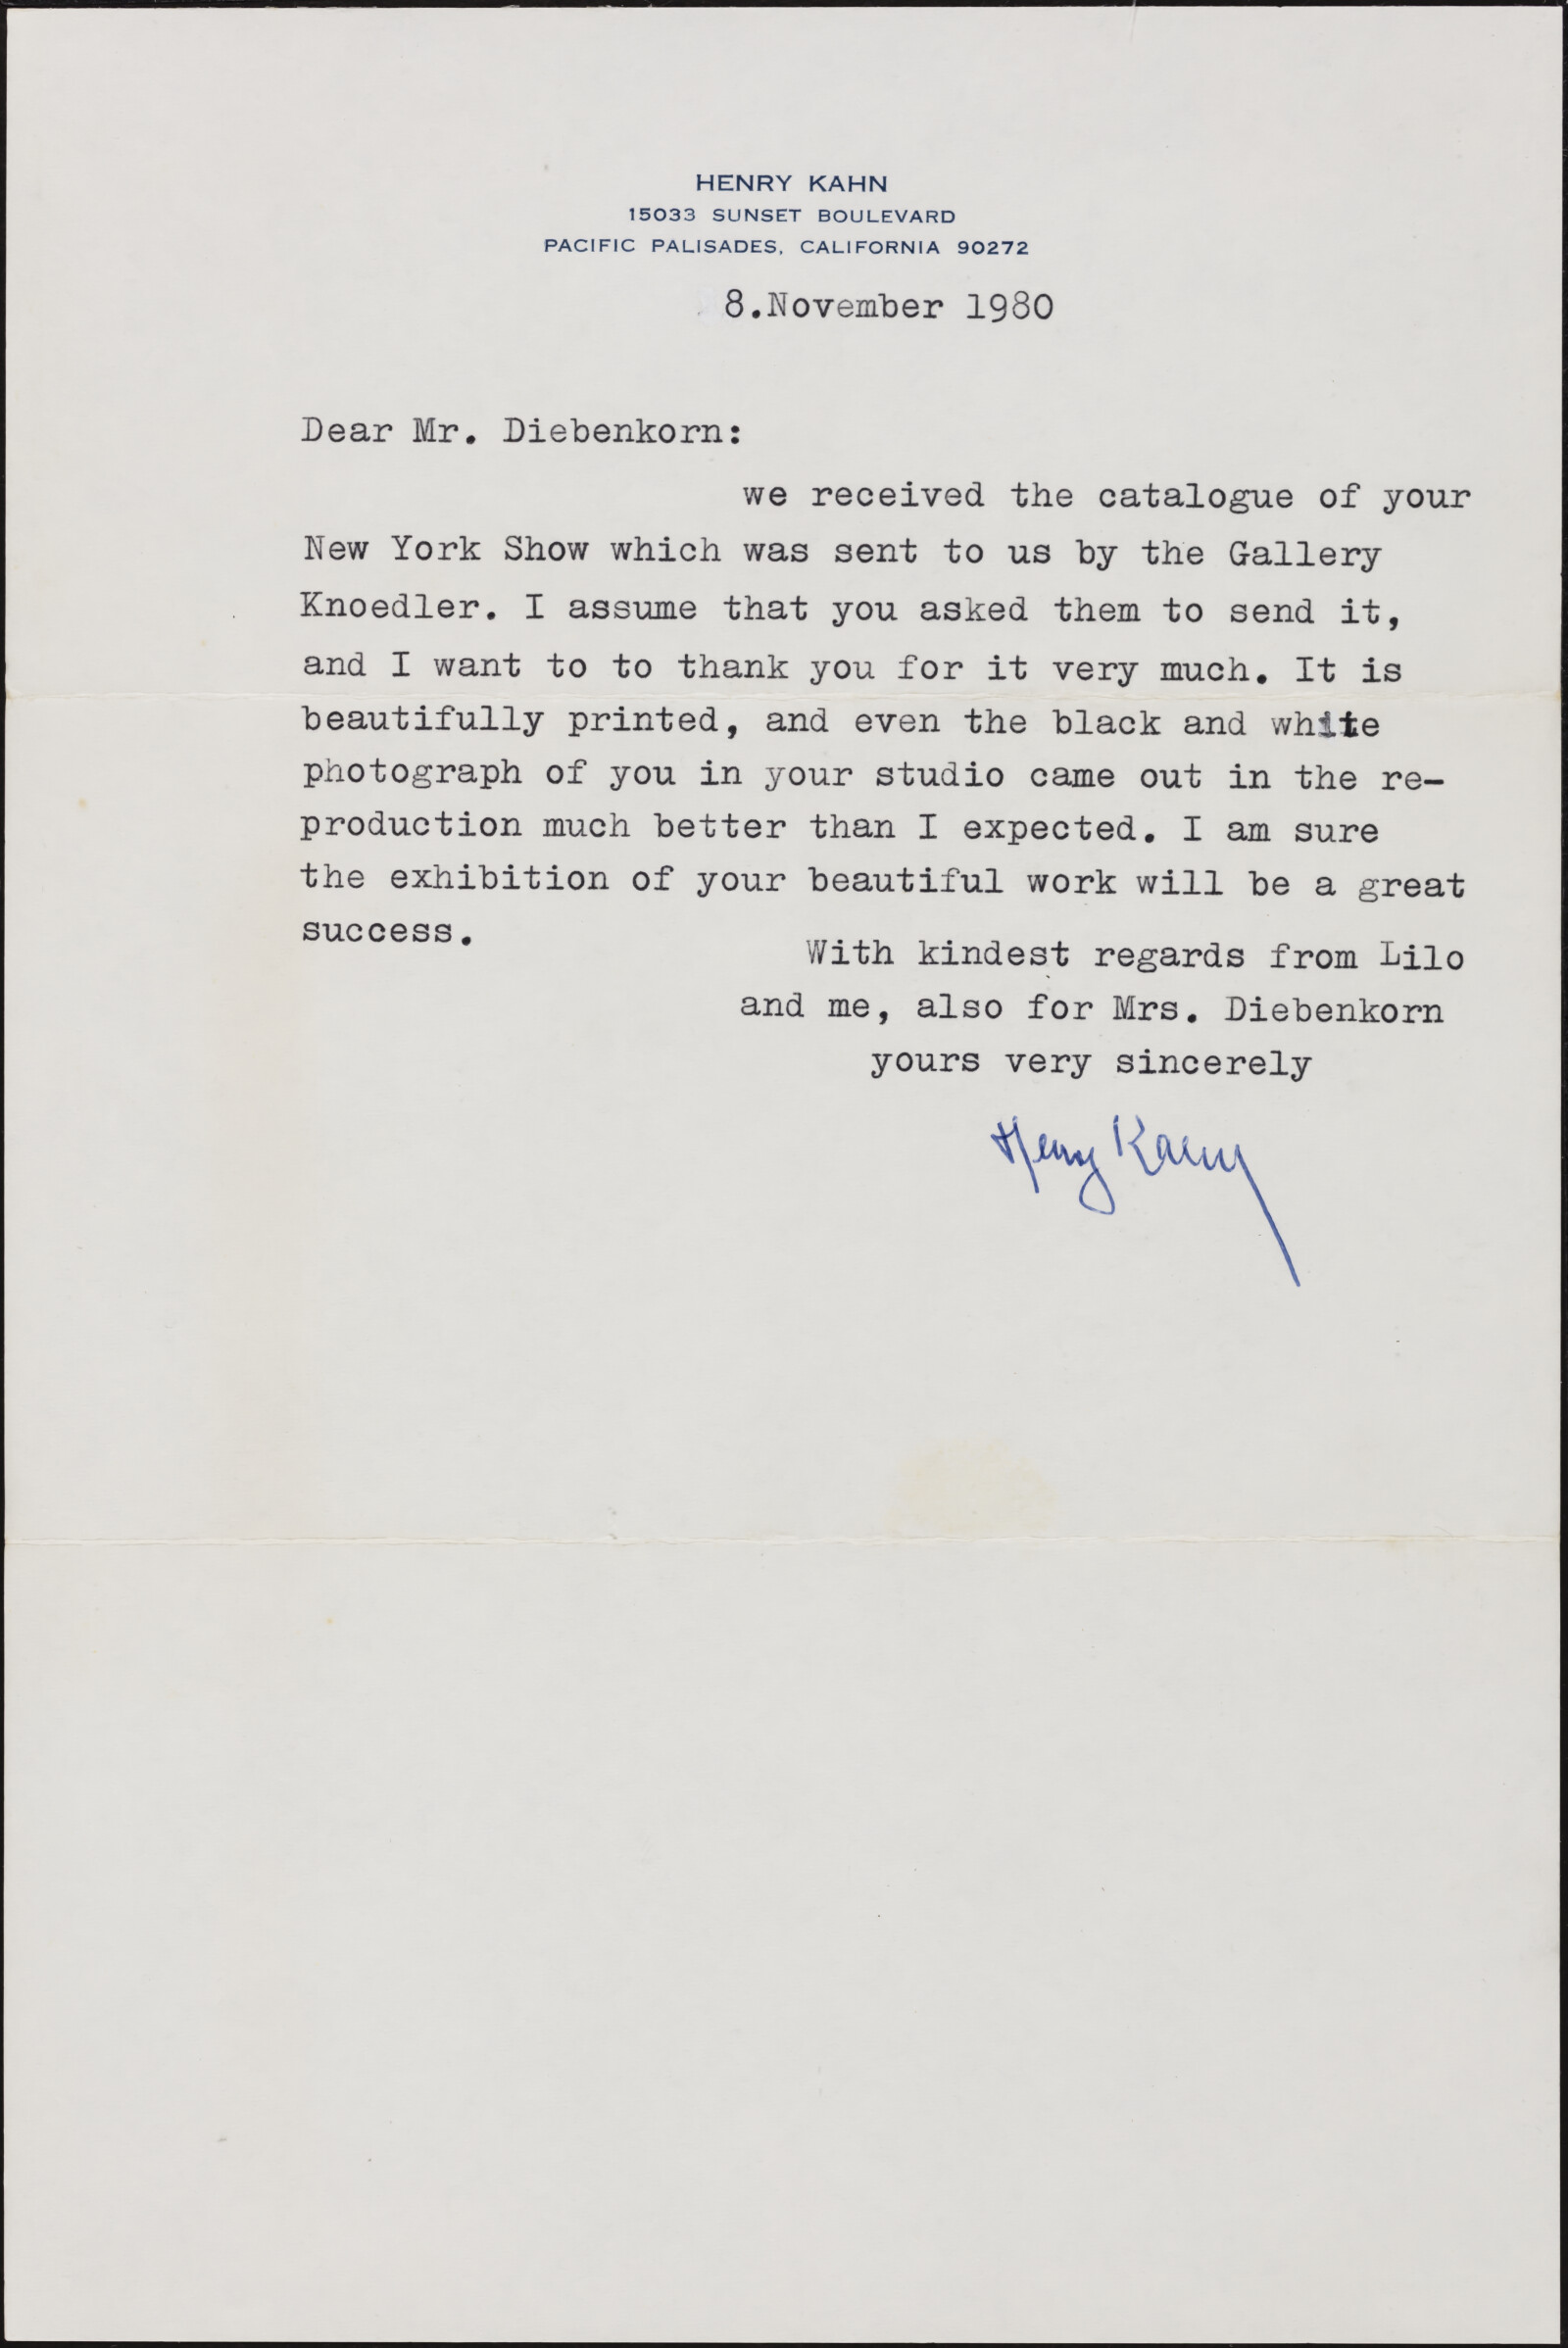 HENRY KAHN
15033 SUNSET BOULEVARD
PACIFIC PALISADES, CALIFORNIA 90272
8.November 1980
Dear Mr. Diebenkorn:
we received the catalogue of your
New York Show which was sent to us by the Gallery
Knoedler. I assume that you asked them to send it,
and I want to to thank you for it very much. It is
beautifully printed, and even the black and white
photograph of you in your studio came out in the re-
production much better than I expected. I am sure
the exhibition of your beautiful work will be a great
success.
With kindest regards from Lilo
and me, also for Mrs. Diebenkorn
yours very sincerely
Henry Kahn